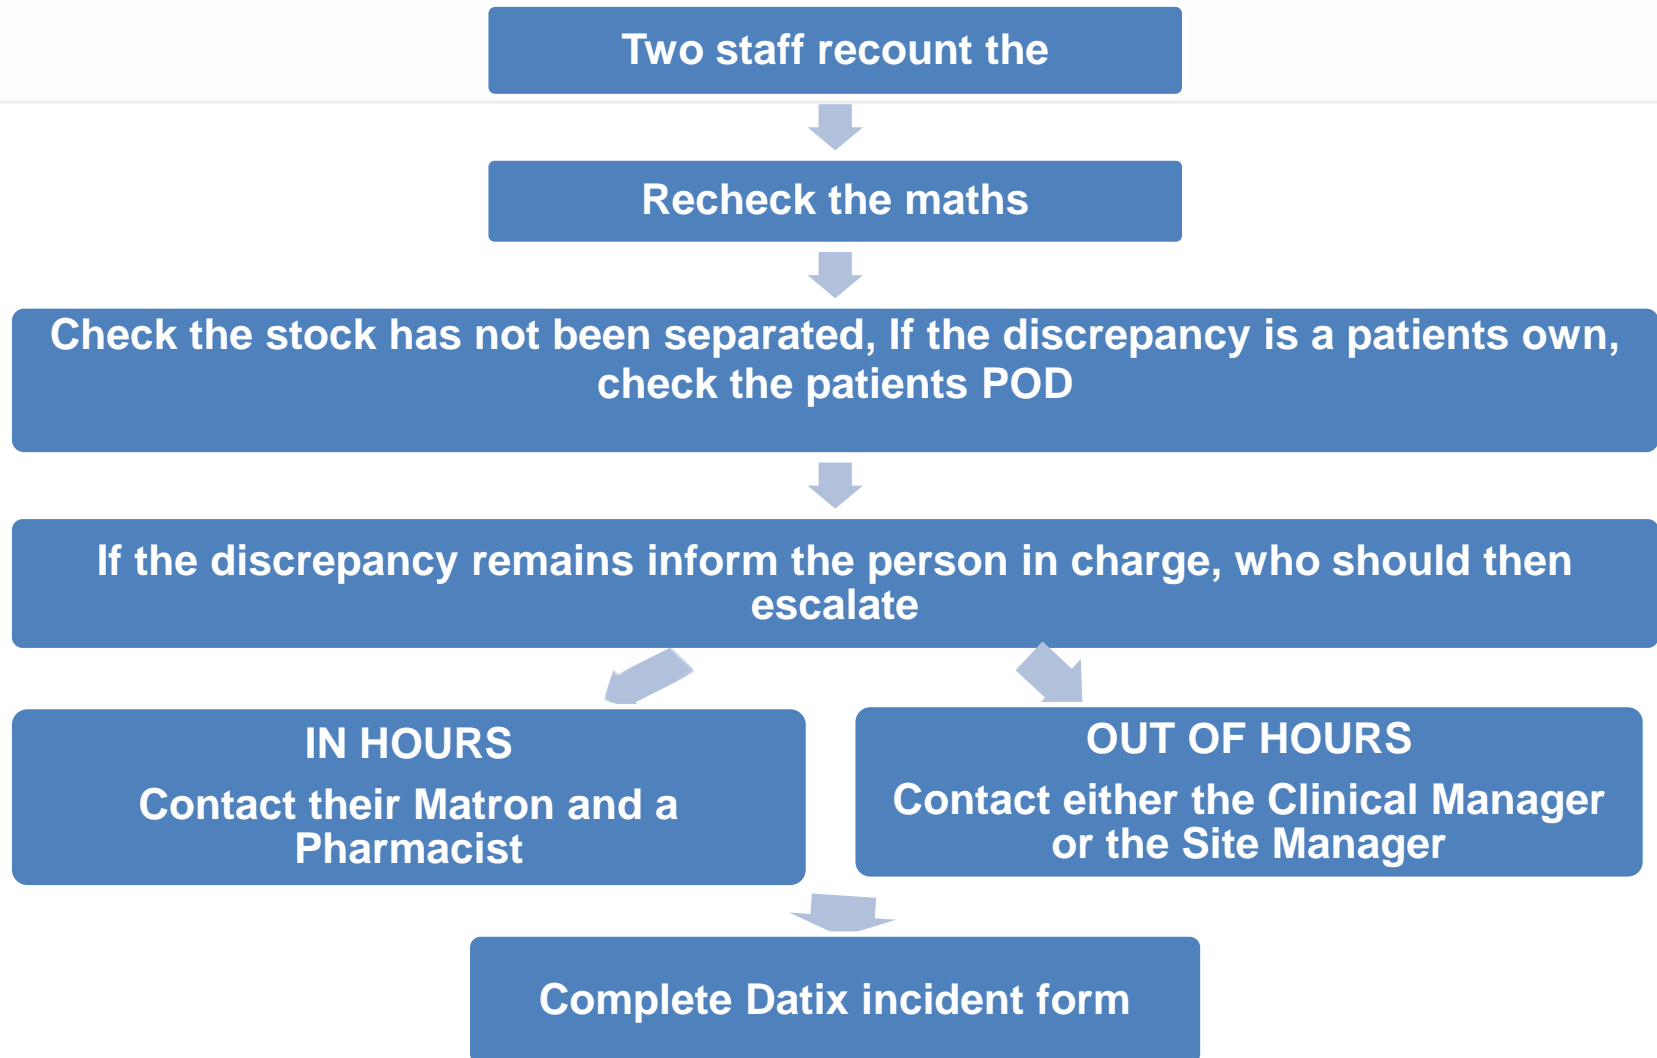 Two staff recount the
Recheck the maths
Check the stock has not been separated, If the discrepancy is a patients own,
check the patients POD
If the discrepancy remains inform the person in charge, who should then
escalate
IN HOURS
Contact their Matron and a
Pharmacist
OUT OF HOURS
Contact either the Clinical Manager
or the Site Manager
Complete Datix incident form